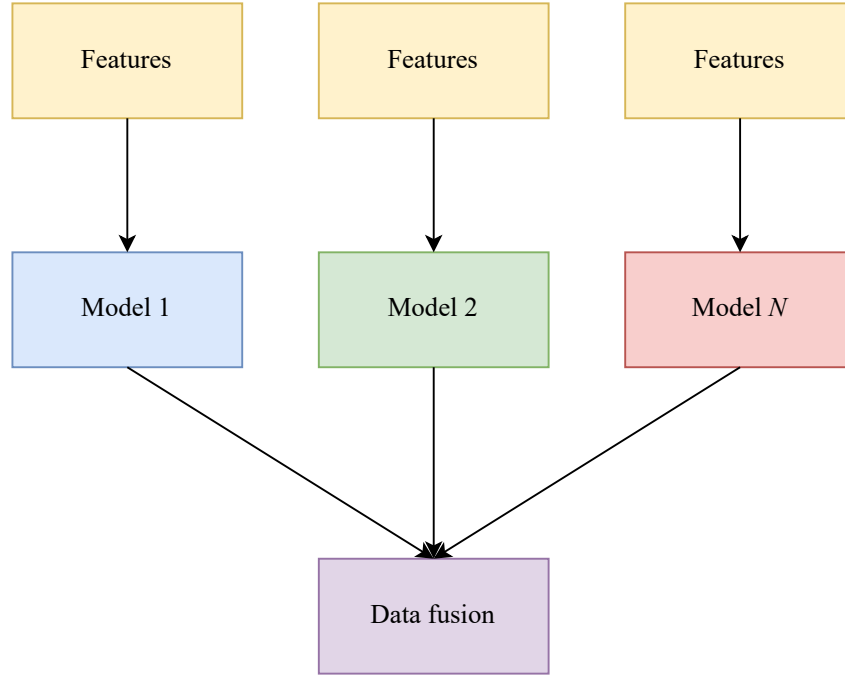 Features
Features
Features
Model 1
Model 2
Model N
Data fusion